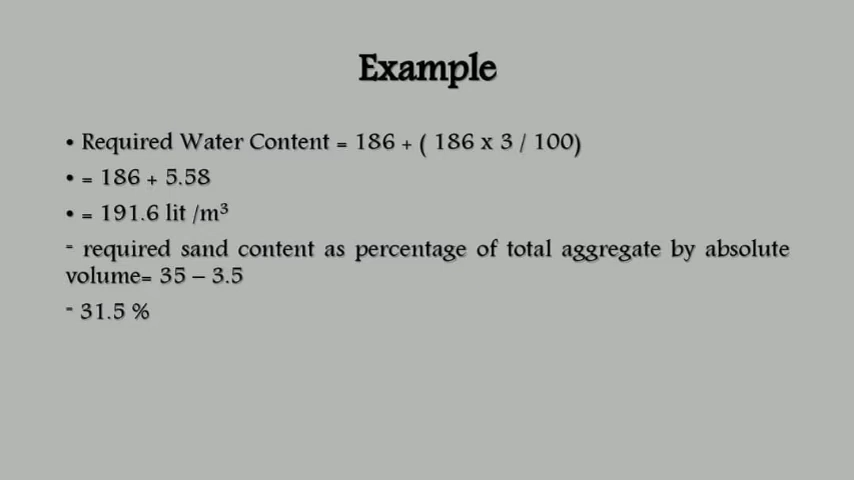 Example
• Required Water Content = 186 + ( 186 x 3 / 100)
• = 186 + 5.58
• = 191.6 lit /m³
- required sand content as percentage of total aggregate by absolute
volume= 35 – 3.5
- 31.5 %